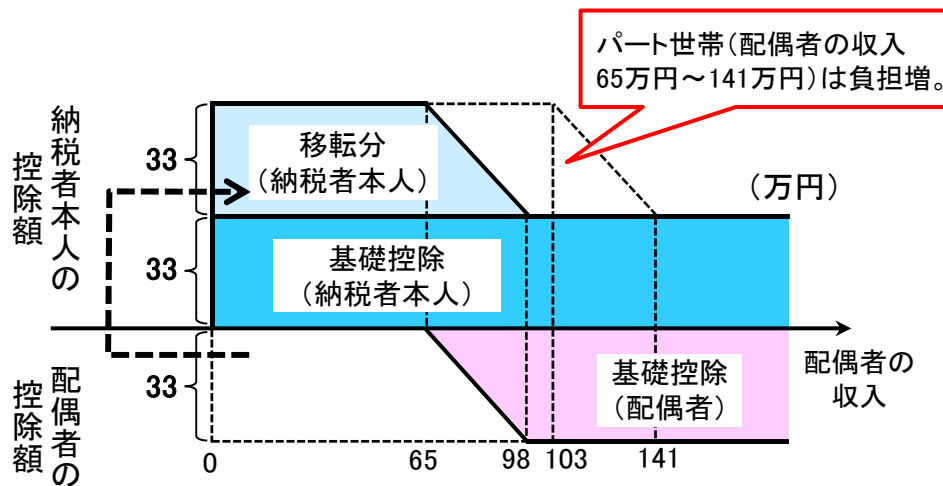 パート世帯(配偶者の収入
65万円～141万円)は負担増。
納税者本人の
控除額
33
移転分
(納税者本人)
(万円)
33
基礎控除
(納税者本人)
配偶者の
控除額
33
基礎控除
(配偶者)
配偶者の
収入
0
65
98
103
141